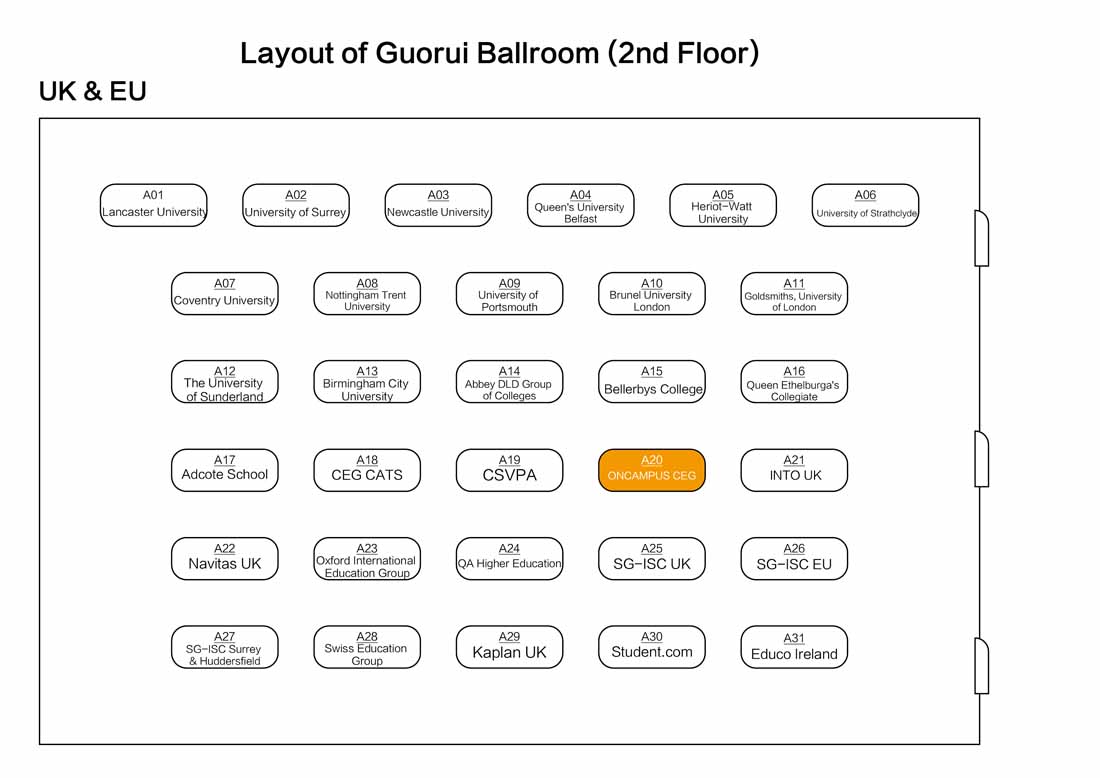 Layout of Guorui Ballroom (2nd Floor)
UK & EU
A01
Lancaster University
A02
University of Surrey
A03
Newcastle University
A04
Queen's University
Belfast
A05
Heriot-Watt
University
A06
University of Strathclyde
A07
Coventry University
A08
Nottingham Trent
University
A09
University of
Portsmouth
A10
Brunel University
London
A11
Goldsmiths, University
of London
A12
The University
of Sunderland
A13
Birmingham City
University
A14
Abbey DLD Group
of Colleges
A15
Bellerbys College
A16
Queen Ethelburga's
Collegiate
A17
Adcote School
A18
CEG CATS
A19
CSVPA
A20
ONCAMPUS CEG
A21
INTO UK
A22
Navitas UK
A23
Oxford International
Education Group
A24
QA Higher Education
A25
SG-ISC UK
A26
SG-ISC EU
A27
SG-ISC Surrey
& Huddersfield
A28
Swiss Education
Group
A29
Kaplan UK
A30
Student.com
A31
Educo Ireland